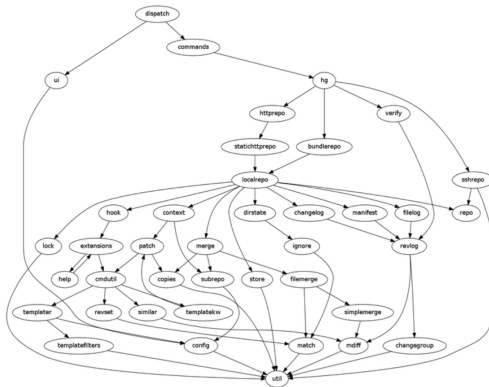 dispatch
commands
ui
hg
httprepo
verify
statichttprepo
bundlerepo
localrepo
sshrepo
hook
context
dirstate
changelog
manifest
filelog
repo
lock
extensions
patch
merge
ignore
revlog
help
cmdutil
copies
subrepo
store
filemerge
templater
revset
similar
templatekw
simplemerge
templatefilters
config
match
mdiff
changegroup
util